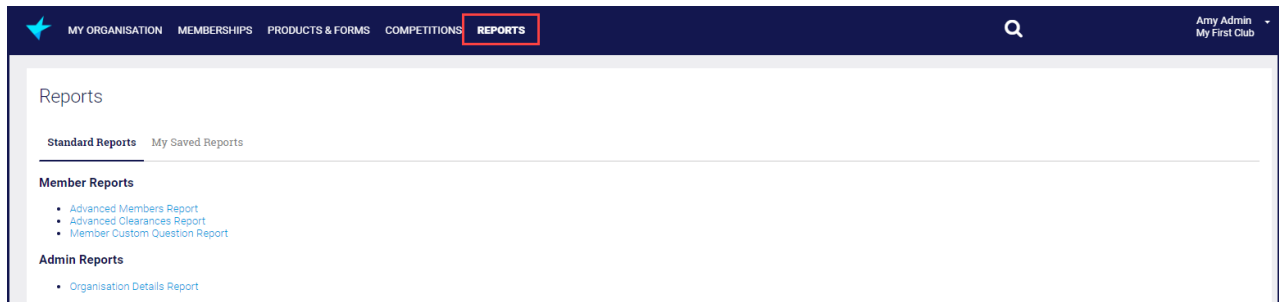 MY ORGANISATION MEMBERSHIPS PRODUCTS & FORMS COMPETITIONS REPORTS Amy Admin
My First Club
Reports
Standard Reports My Saved Reports
Member Reports
Advanced Members Report
Advanced Clearances Report
Member Custom Question Report
Admin Reports
Organisation Details Report